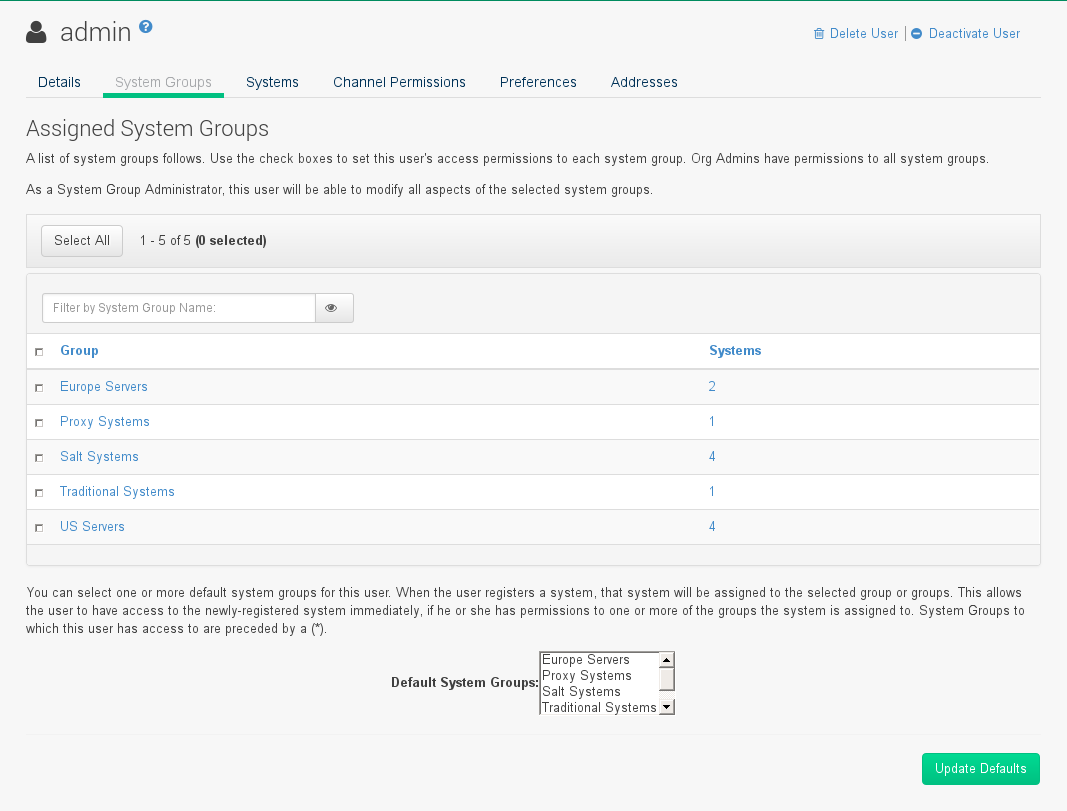 admin ?
Delete User | Deactivate User
Details System Groups Systems Channel Permissions Preferences Addresses
Assigned System Groups
A list of system groups follows. Use the check boxes to set this user's access permissions to each system group. Org Admins have permissions to all system groups.
As a System Group Administrator, this user will be able to modify all aspects of the selected system groups.
Select All 1 - 5 of 5 (0 selected)
Filter by System Group Name:
Group Systems
Europe Servers 2
Proxy Systems 1
Salt Systems 4
Traditional Systems 1
US Servers 4
You can select one or more default system groups for this user. When the user registers a system, that system will be assigned to the selected group or groups. This allows
the user to have access to the newly-registered system immediately, if he or she has permissions to one or more of the groups the system is assigned to. System Groups to
which this user has access to are preceded by a (*).
Default System Groups:
Europe Servers
Proxy Systems
Salt Systems
Traditional Systems
Update Defaults